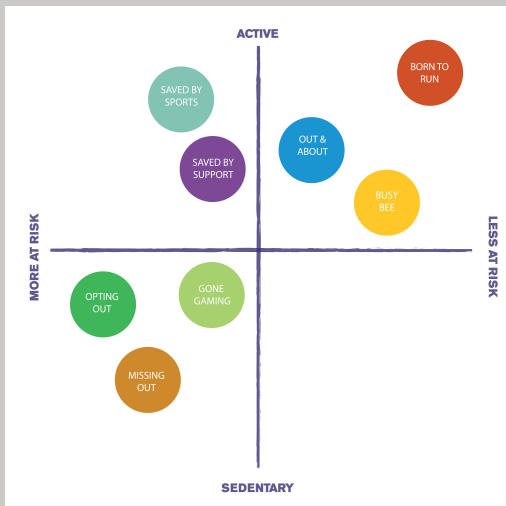 ACTIVE
BORN TO
RUN
SAVED BY
SPORTS
OUT &
ABOUT
SAVED BY
SUPPORT
BUSY
BEE
MORE AT RISK
LESS AT RISK
GONE
GAMING
OPTING
OUT
MISSING
OUT
SEDENTARY